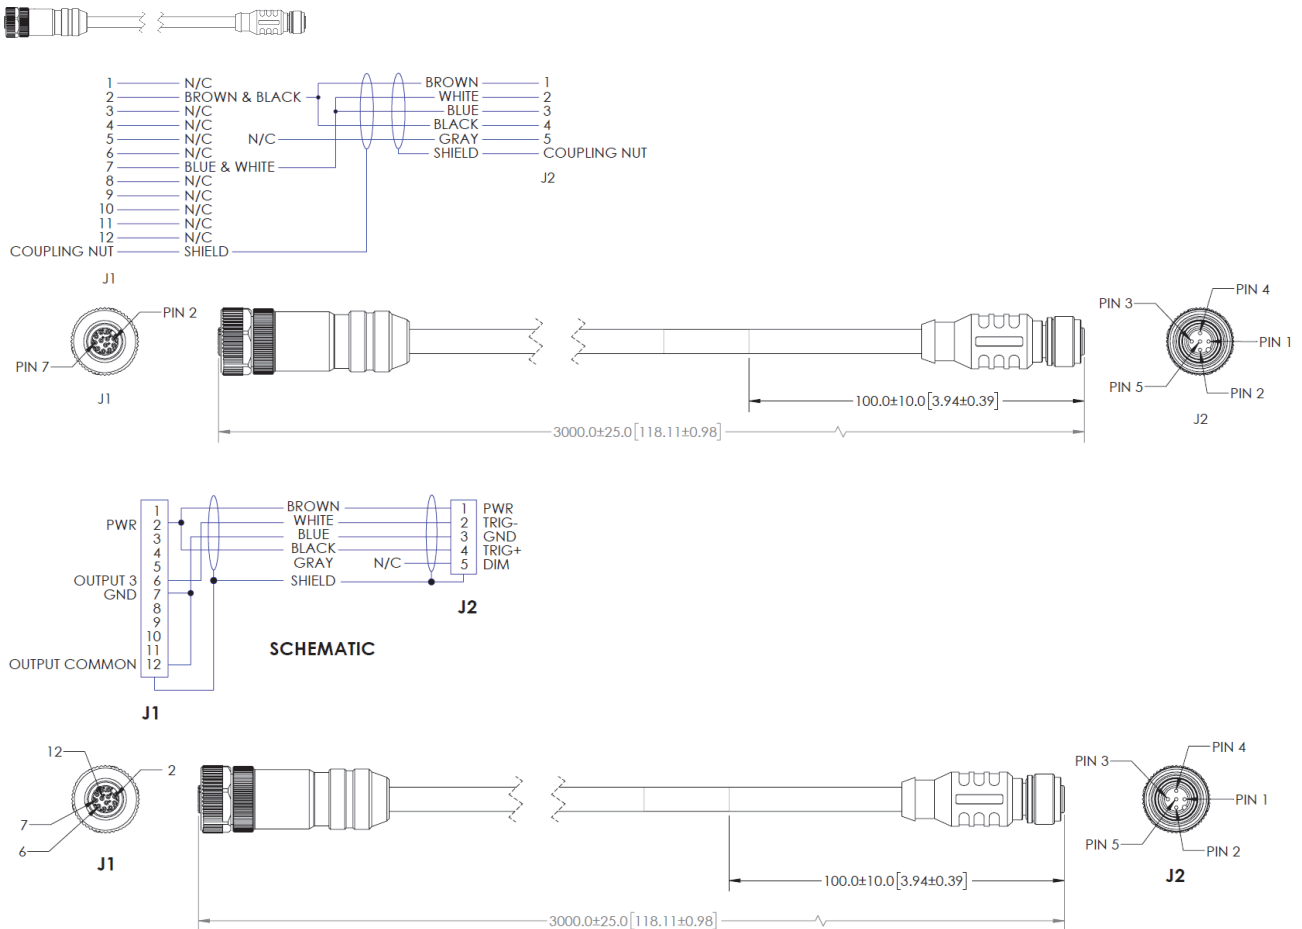 1 N/C BROWN 1
2 BROWN & BLACK WHITE 2
3 N/C BLUE 3
4 N/C BLACK 4
5 N/C N/C GRAY 5
6 N/C SHIELD COUPLING NUT
7 BLUE & WHITE
8 N/C
9 N/C
10 N/C
11 N/C
12 N/C
COUPLING NUT SHIELD
J1
J2
PIN 2
PIN 7
J1
100.0±10.0[3.94±0.39]
3000.0±25.0[118.11±0.98]
PIN 4
PIN 3
PIN 1
PIN 5
PIN 2
J2
1 BROWN 1 PWR
PWR 2 WHITE 2 TRIG-
3 BLUE 3 GND
4 BLACK 4 TRIG+
5 GRAY N/C 5 DIM
OUTPUT 3 6 SHIELD
GND 7
8
9
10
11
OUTPUT COMMON 12
J1
J2
SCHEMATIC
12
2
7
6
J1
100.0±10.0[3.94±0.39]
3000.0±25.0[118.11±0.98]
PIN 4
PIN 3
PIN 1
PIN 5
PIN 2
J2